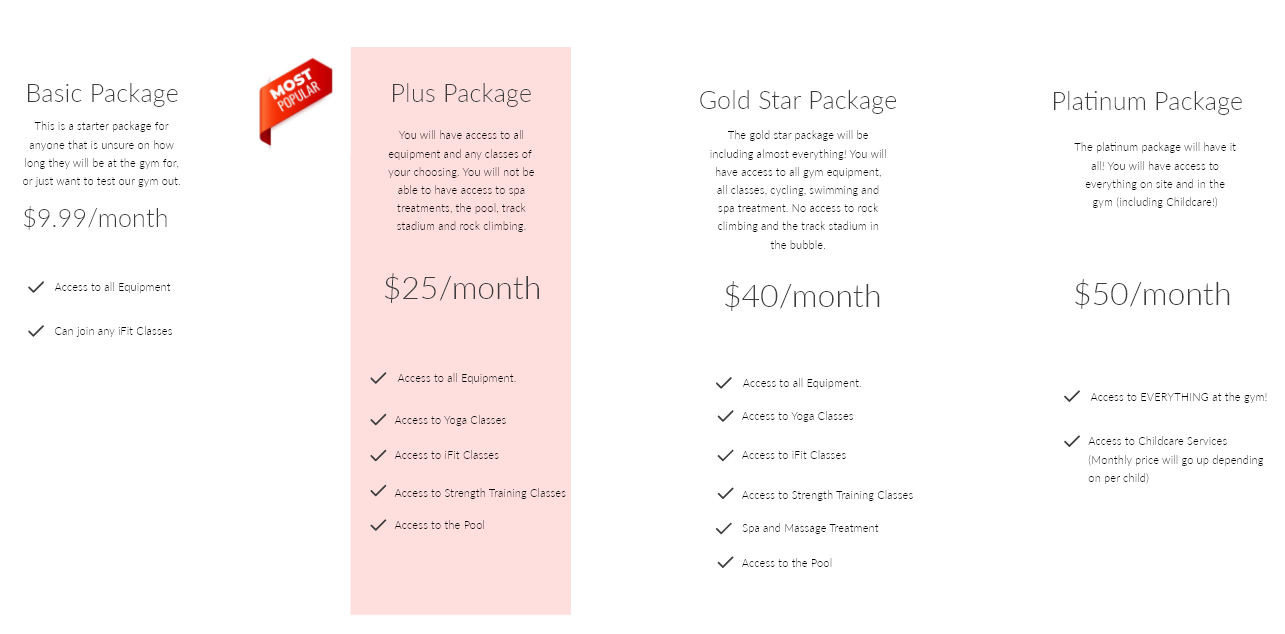 Basic Package
This is a starter package for
anyone that is unsure on how
long they will be at the gym for,
or just want to test our gym out.
$9.99/month
Access to all Equipment
Can join any iFit Classes
MOST
POPULAR
Plus Package
You will have access to all
equipment and any classes of
your choosing. You will not be
able to have access to spa
treatments, the pool, track
stadium and rock climbing.
$25/month
Access to all Equipment.
Access to Yoga Classes
Access to iFit Classes
Access to Strength Training Classes
Access to the Pool
Gold Star Package
The gold star package will be
including almost everything! You will
have access to all gym equipment,
all classes, cycling, swimming and
spa treatment. No access to rock
climbing and the track stadium in
the bubble.
$40/month
Access to all Equipment.
Access to Yoga Classes
Access to iFit Classes
Access to Strength Training Classes
Spa and Massage Treatment
Access to the Pool
Platinum Package
The platinum package will have it
all! You will have access to
everything on site and in the
gym (including Childcare!)
$50/month
Access to EVERYTHING at the gym!
Access to Childcare Services
(Monthly price will go up depending
on per child)